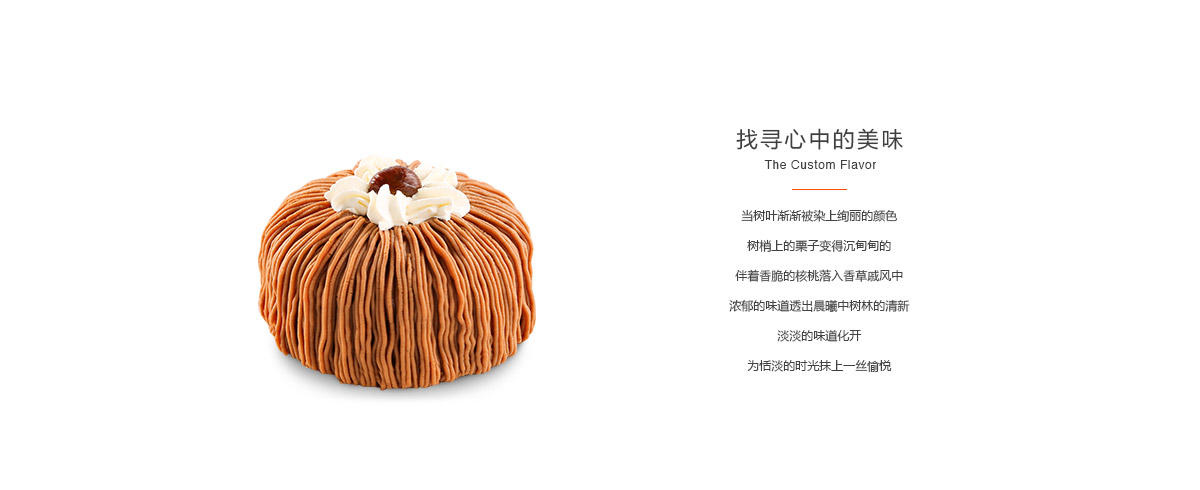 找寻心中的美味
The Custom Flavor
当树叶渐渐被染上绚丽的颜色
树梢上的栗子变得沉甸甸的
伴着香脆的核桃落入香草戚风中
浓郁的味道透出晨曦中树林的清新
淡淡的味道化开
为恬淡的时光抹上一丝愉悦